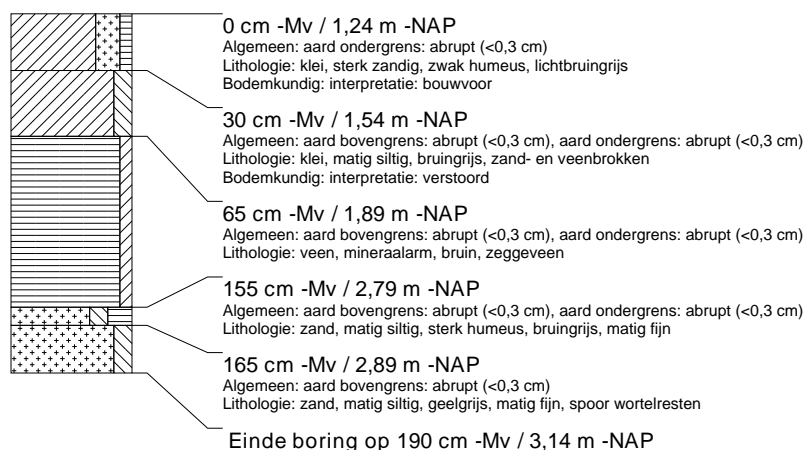 0 cm -Mv / 1,24 m -NAP
Algemeen: aard ondergrens: abrupt (<0,3 cm)
Lithologie: klei, sterk zandig, zwak humeus, lichtbruingrijs
Bodemkundig: interpretatie: bouwvoor
30 cm -Mv / 1,54 m -NAP
Algemeen: aard bovengrens: abrupt (<0,3 cm), aard ondergrens: abrupt (<0,3 cm)
Lithologie: klei, matig siltig, bruingrijs, zand- en veenbrokken
Bodemkundig: interpretatie: verstoord
65 cm -Mv / 1,89 m -NAP
Algemeen: aard bovengrens: abrupt (<0,3 cm), aard ondergrens: abrupt (<0,3 cm)
Lithologie: veen, mineraalarm, bruin, zeggeveen
155 cm -Mv / 2,79 m -NAP
Algemeen: aard bovengrens: abrupt (<0,3 cm), aard ondergrens: abrupt (<0,3 cm)
Lithologie: zand, matig siltig, sterk humeus, bruingrijs, matig fijn
165 cm -Mv / 2,89 m -NAP
Algemeen: aard bovengrens: abrupt (<0,3 cm)
Lithologie: zand, matig siltig, geelgrijs, matig fijn, spoor wortelresten
Einde boring op 190 cm -Mv / 3,14 m -NAP